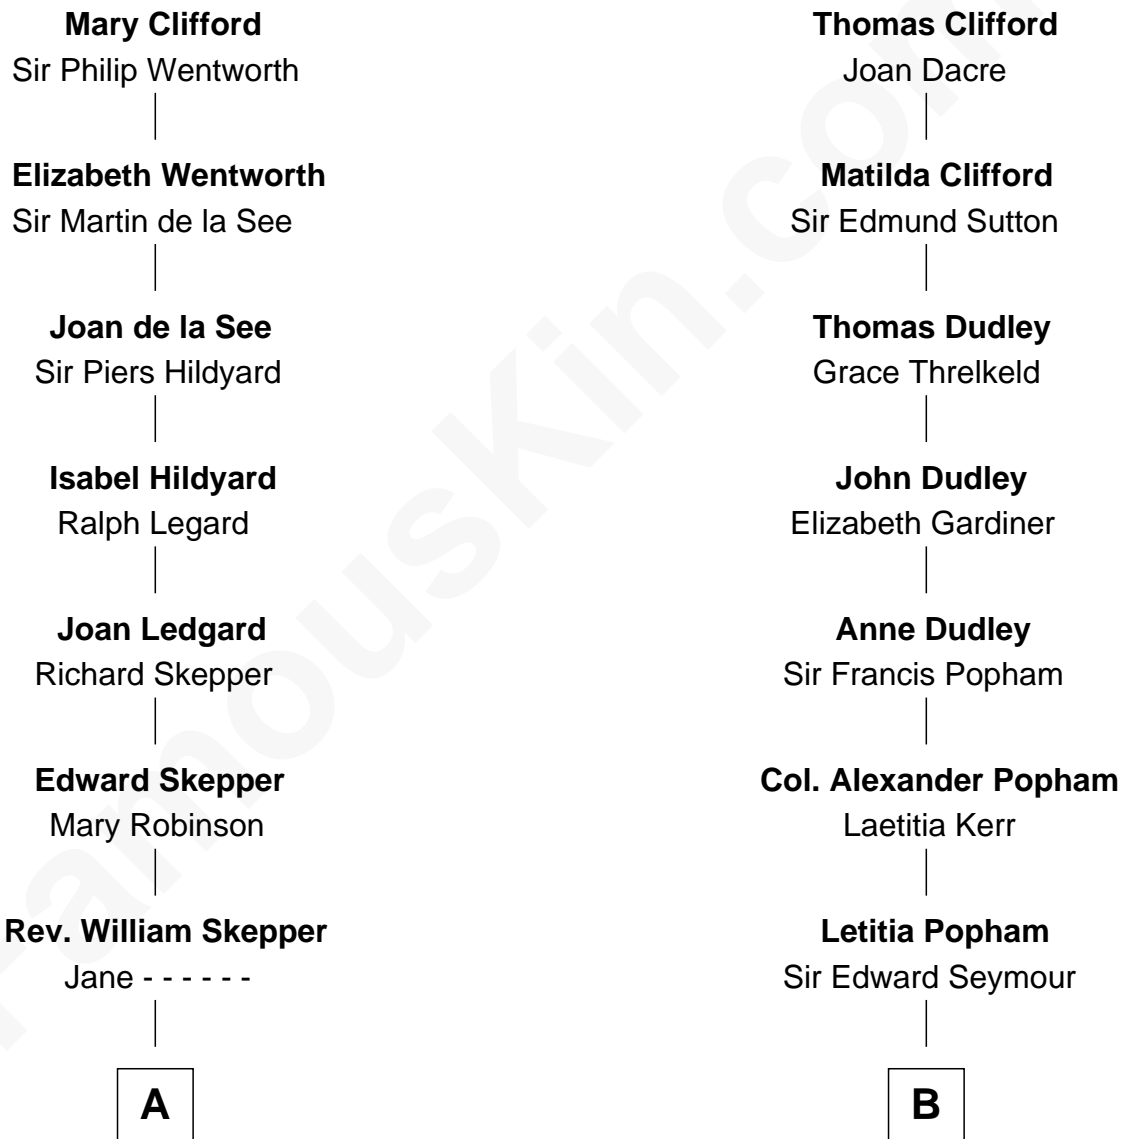 Mary Clifford
Sir Philip Wentworth
Elizabeth Wentworth
Sir Martin de la See
Joan de la See
Sir Piers Hildyard
Isabel Hildyard
Ralph Legard
Joan Ledgard
Richard Skepper
Edward Skepper
Mary Robinson
Rev. William Skepper
Jane - - - - - -
A
Thomas Clifford
Joan Dacre
Matilda Clifford
Sir Edmund Sutton
Thomas Dudley
Grace Threlkeld
John Dudley
Elizabeth Gardiner
Anne Dudley
Sir Francis Popham
Col. Alexander Popham
Laetitia Kerr
Letitia Popham
Sir Edward Seymour
B
FamousKin.com